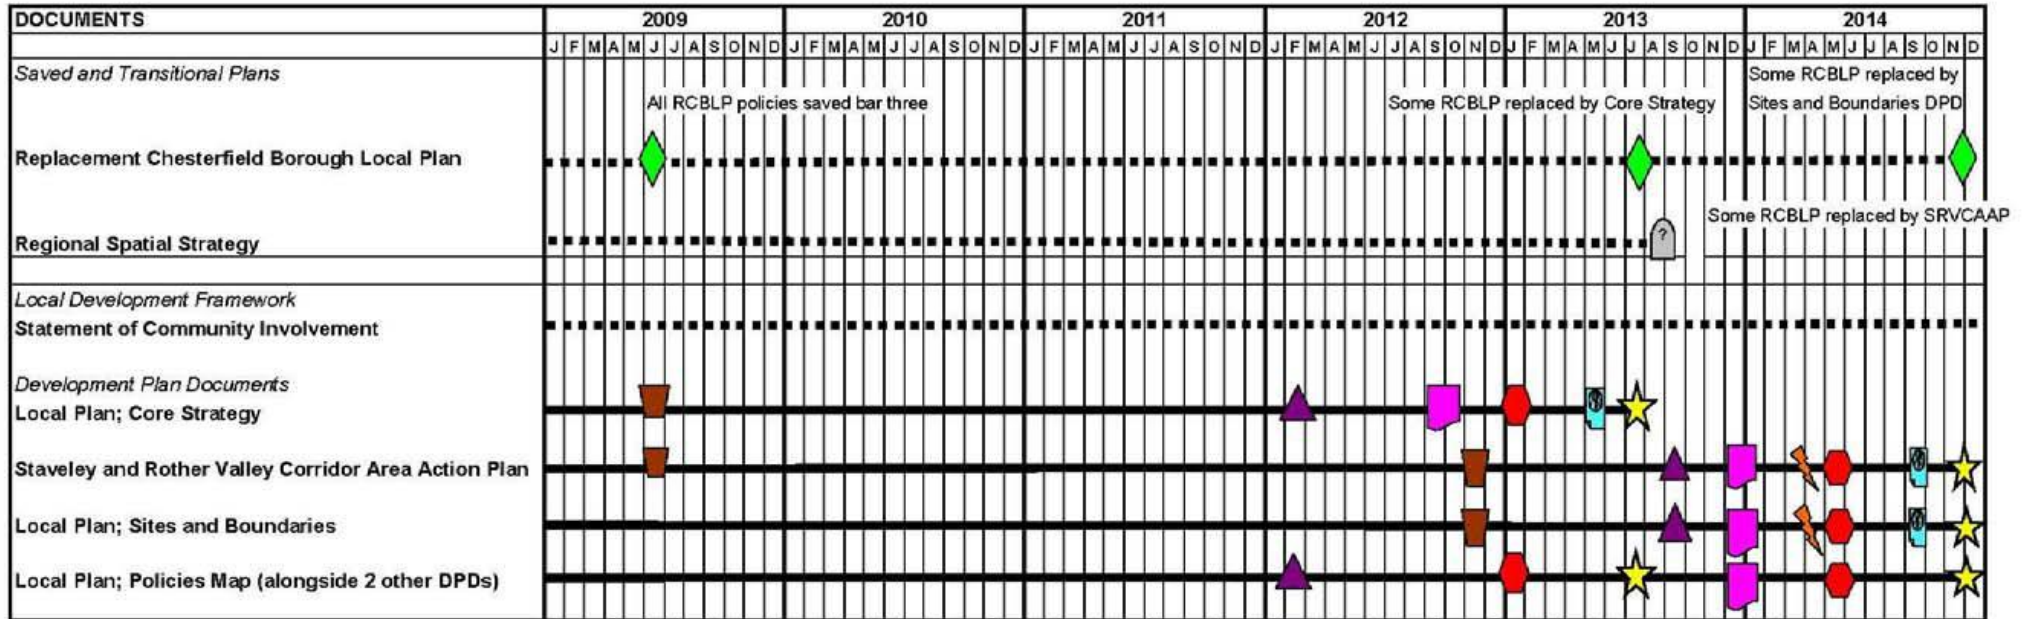 DOCUMENTS 2009 2010 2011 2012 2013 2014
J F M A M J J A S O N D J F M A M J J A S O N D J F M A M J J A S O N D J F M A M J J A S O N D J F M A M J J A S O N D J F M A M J J A S O N D
Saved and Transitional Plans
Some RCBLP replaced by
All RCBLP policies saved bar three
Some RCBLP replaced by Core Strategy
Sites and Boundaries DPD
Replacement Chesterfield Borough Local Plan
Some RCBLP replaced by SRVCAAP
Regional Spatial Strategy
?
Local Development Framework
Statement of Community Involvement
Development Plan Documents
Local Plan; Core Strategy
Staveley and Rother Valley Corridor Area Action Plan
Local Plan; Sites and Boundaries
Local Plan; Policies Map (alongside 2 other DPDs)